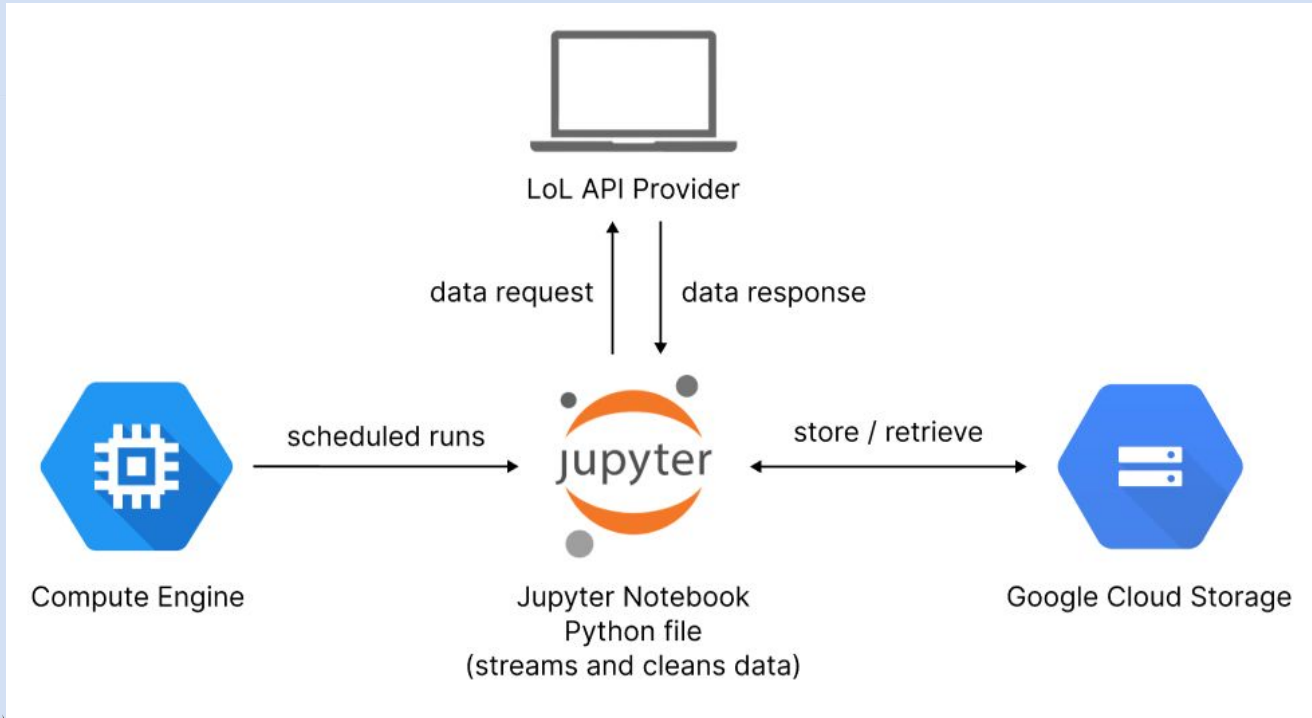 LoL API Provider
data request
data response
scheduled runs
jupyter
store / retrieve
Compute Engine
Jupyter Notebook
Python file
(streams and cleans data)
Google Cloud Storage